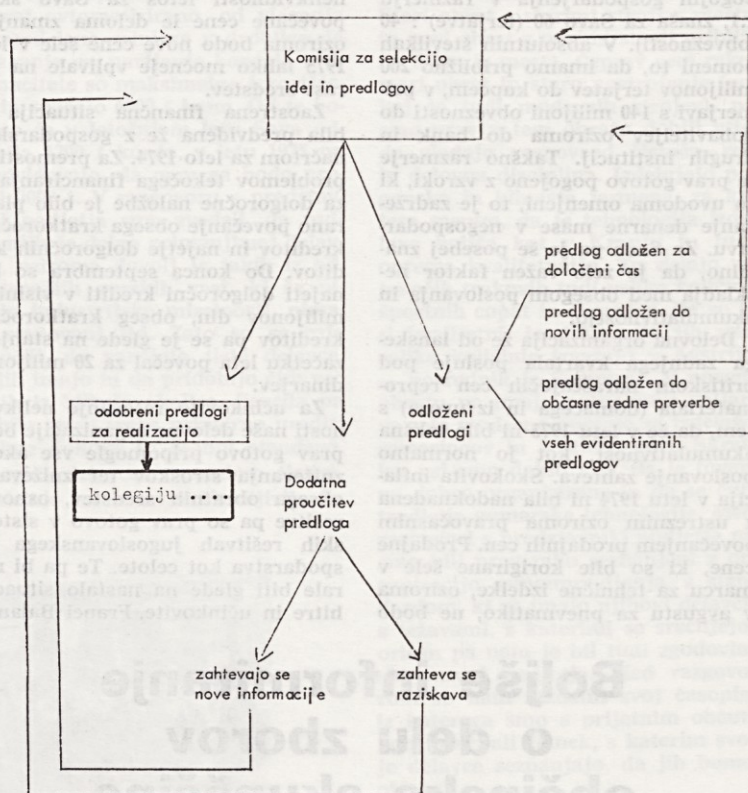 Komisija za selekcijo
idej in predlogov
predlog odložen za
določeni čas
predlog odložen do
novih informacij
predlog odložen do
občasne redne preverbe
vseh evidentiranih
predlogov
odobreni predlogi
za realizacijo
odloženi
predlogi
kolegiju ....
Dodatna
proučitev
predloga
zahtevajo se
nove informacije
zahteva se
raziskava